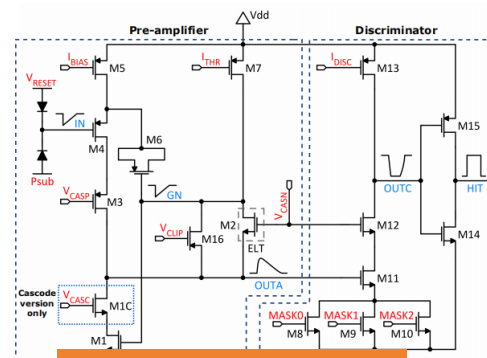 Pre-amplifier
Vdd
Discriminator
IBIAS
M5
ITHR
M7
IDISC
M13
VRESET
IN
M4
M6
M15
Psub
GN
VCASN
OUTC
HIT
VCASP
M3
VCLIP
M16
M2
ELT
M12
M14
OUTA
M11
Cascode
version
only
VCASC
M1C
MASK0
MASK1
MASK2
M1
M8
M9
M10